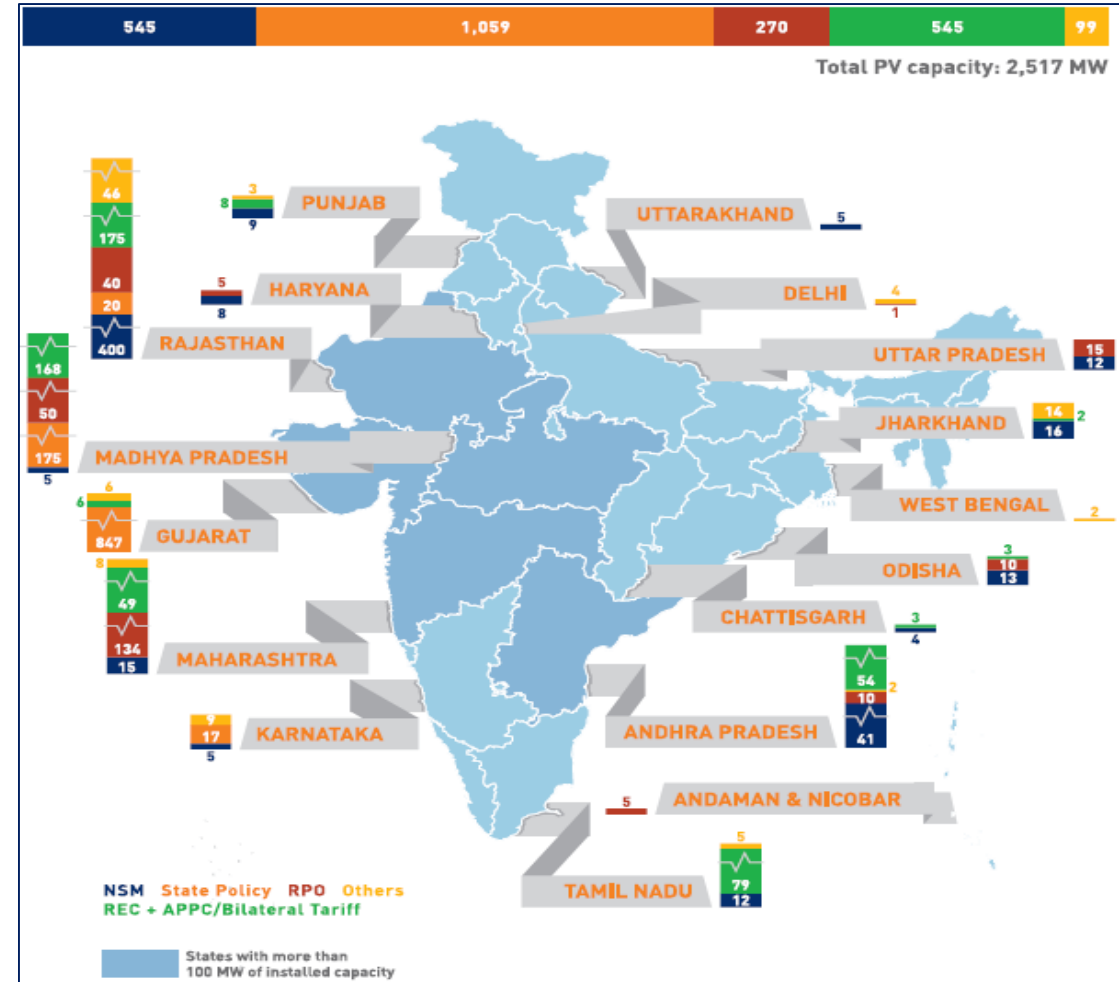 545 1,059 270 545 99
Total PV capacity: 2,517 MW
46
175
40
20
400
RAJASTHAN
3
8
9
PUNJAB
UTTARAKHAND
5
5
8
HARYANA
DELHI
4
1
UTTAR PRADESH
15
12
168
50
175
5
MADHYA PRADESH
JHARKHAND
14
2
16
6
6
847
GUJARAT
WEST BENGAL
2
ODISHA
3
10
13
8
49
134
15
MAHARASHTRA
CHATTISGARH
3
4
9
17
5
KARNATAKA
ANDHRA PRADESH
54
2
10
41
5
ANDAMAN & NICOBAR
TAMIL NADU
5
79
12
NSM State Policy RPO Others
REC + APPC/Bilateral Tariff
States with more than
100 MW of installed capacity